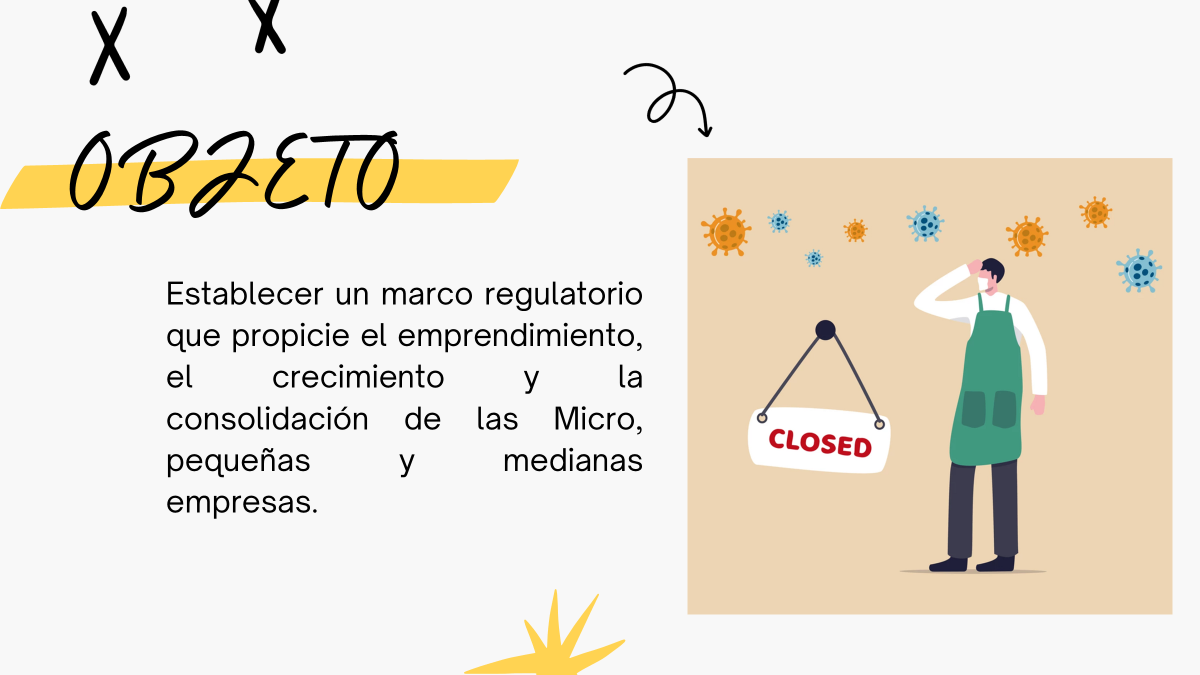 OBJETO
Establecer un marco regulatorio
que propicie el emprendimiento,
el crecimiento y la
consolidación de las Micro,
pequeñas y medianas
empresas.
CLOSED